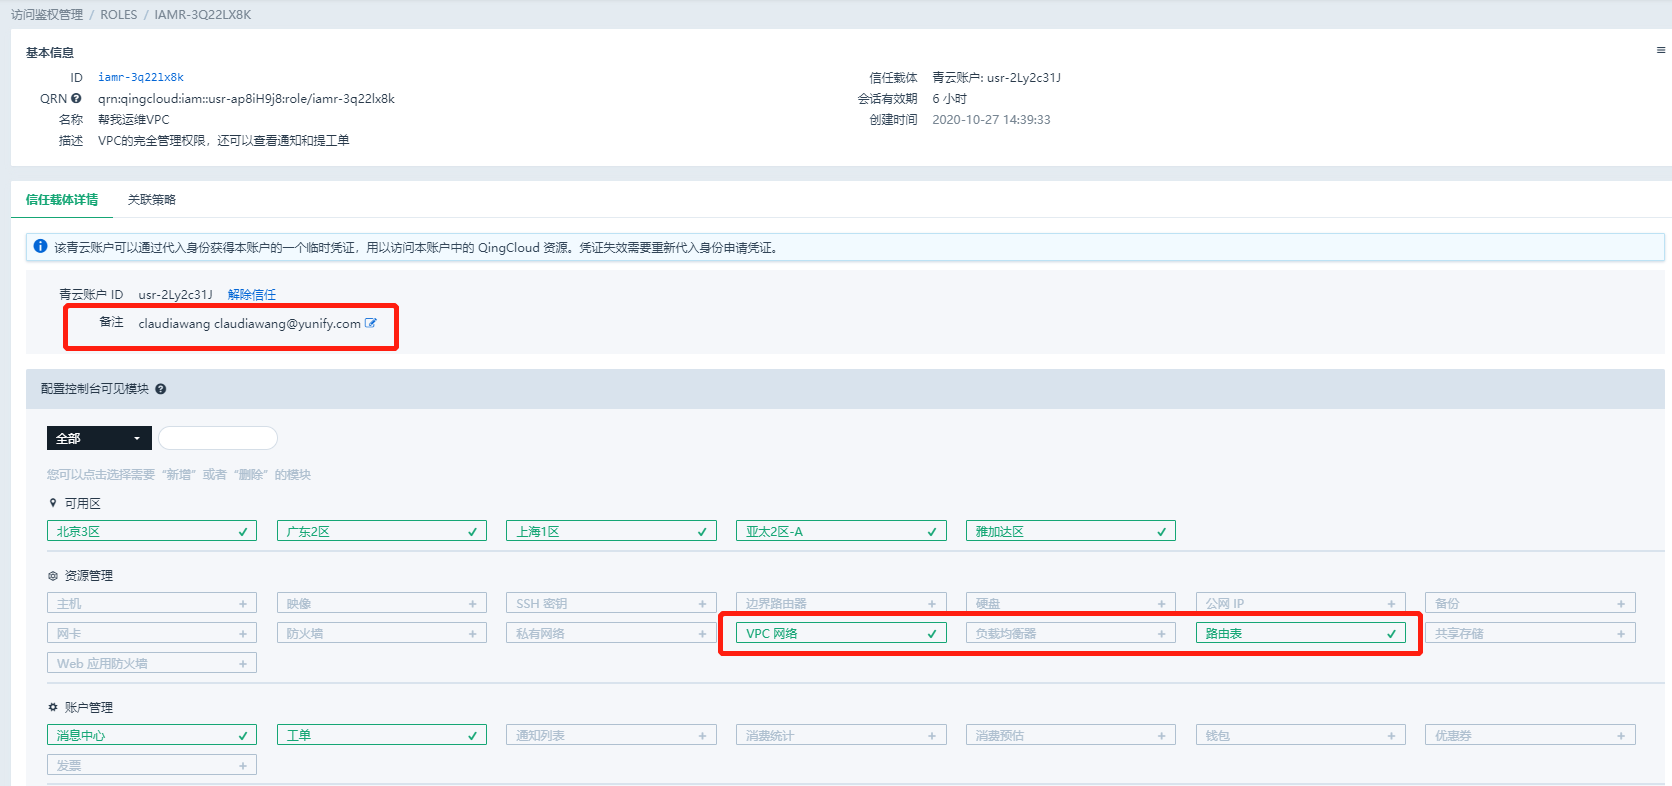 访问鉴权管理 / ROLES / IAMR-3Q22LX8K
基本信息
ID iamr-3q22lx8k
QRN qrn:qingcloud:iam::usr-ap8iH9j8:role/iamr-3q22lx8k
名称 帮我运维VPC
描述 VPC的完全管理权限，还可以查看通知和提工单
信任载体 青云账户: usr-2Ly2c31J
会话有效期 6 小时
创建时间 2020-10-27 14:39:33
信任载体详情 关联策略
该青云账户可以通过代入身份获得本账户的一个临时凭证，用以访问本账户中的 QingCloud 资源。凭证失效需要重新代入身份申请凭证。
青云账户 ID usr-2Ly2c31J 解除信任
备注 claudiawang claudiawang@yunify.com
配置控制台可见模块
全部
您可以点击选择需要“新增”或者“删除”的模块
可用区
北京3区 广东2区 上海1区 亚太2区-A 雅加达区
资源管理
主机 映像 SSH 密钥 边界路由器 硬盘 公网 IP 备份
网卡 防火墙 私有网络 VPC 网络 负载均衡器 路由表 共享存储
Web 应用防火墙
账户管理
消息中心 工单 通知列表 消费统计 消费预估 钱包 优惠券
发票